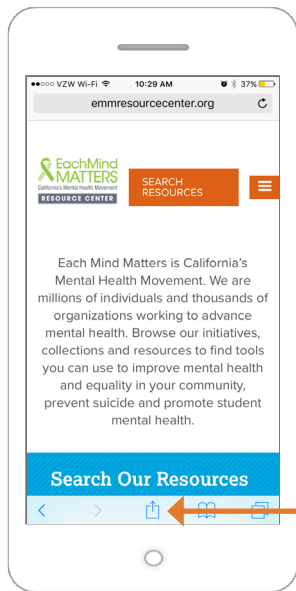 VZW Wi-Fi 10:29 AM 37%
emmresourcecenter.org
EachMind
MATTERS
California's Mental Health Movement
RESOURCE CENTER
SEARCH
RESOURCES
Each Mind Matters is California's
Mental Health Movement. We are
millions of individuals and thousands of
organizations working to advance
mental health. Browse our initiatives,
collections and resources to find tools
you can use to improve mental health
and equality in your community,
prevent suicide and promote student
mental health.
Search Our Resources